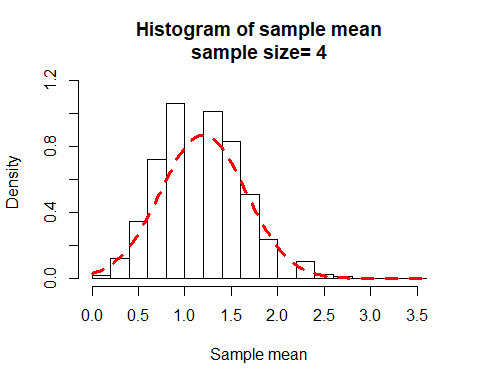 Histogram of sample mean
sample size= 4
Density
1.2
0.8
0.4
0.0
0.0 0.5 1.0 1.5 2.0 2.5 3.0 3.5
Sample mean